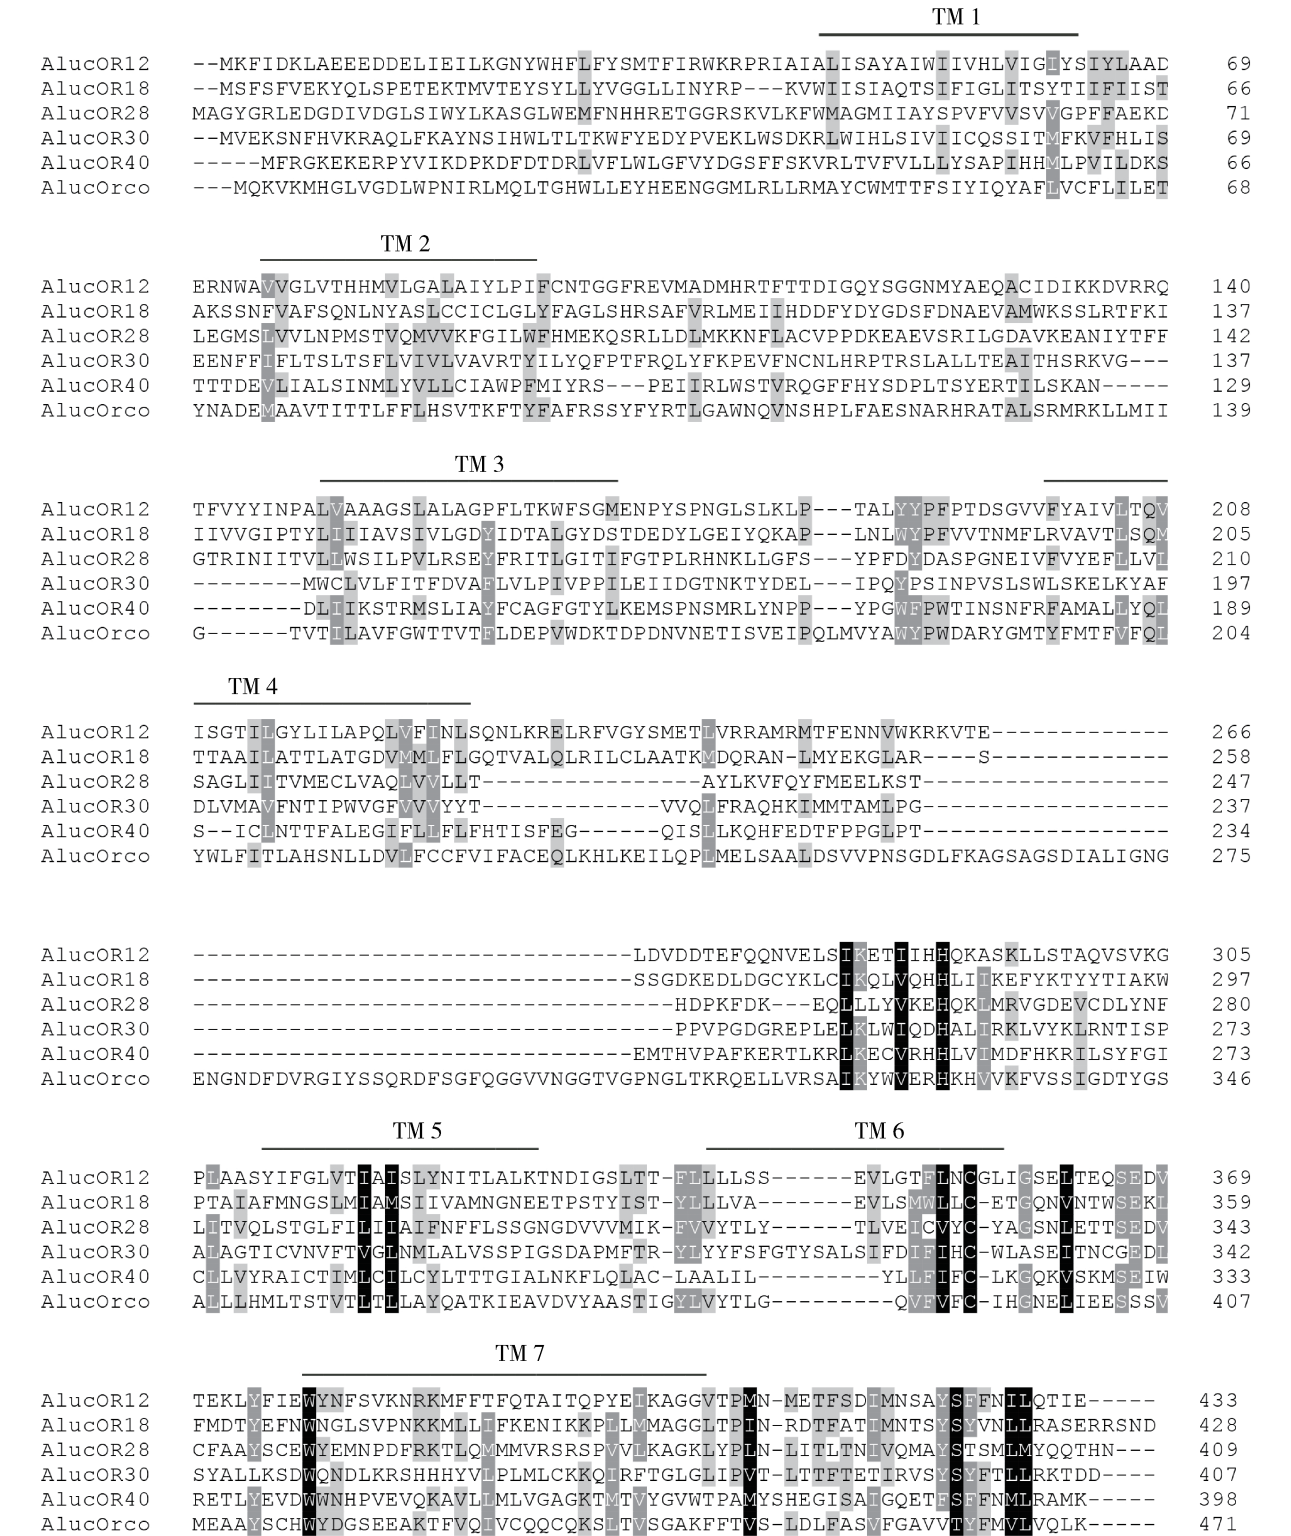 TM 1
AlucOR12 --MKFIDKLAEEEDDELIEILKGNYWHFLFYSMTFIRWKRPRIAIALISAYAIWIIVHLVIGIYSIYLAAD 69
AlucOR18 --MSFSFVEKYQLSPETEKTMVTEYSYLLYVGGLLINYRP---KVWIISIAQTSIFIGLITSYTIIFIIST 66
AlucOR28 MAGYGRLEDGDIVDGLSIWYLKASGLWEMFNHHRETGGRSKVLKFWMAGMIIAYSPVFVVSVVGPFFAEKD 71
AlucOR30 --MVEKSNFHVKRAQLFKAYNSIHWLTLTKWFYEDYPVEKLWSDKRLWIHLSIVIICQSSITMFKVFHLIS 69
AlucOR40 -----MFRGKEKERPYVIKDPKDFDTDRLVFLWLGFVYDGSFFSKVRLTVFVLLLYSAPIHHMLPVILDKS 66
AlucOrco ---MQKVKMHGLVGDLWPNIRLMQLTGHWLLEYHEENGGMLRLLRMAYCWMTTFSIYIQYAFLVCFLILET 68
TM 2
AlucOR12 ERNWAVVGLVTHHMVLGALAIYLPIFCNTGGFREVMADMHRTFTTDIGQYSGGNMYAEQACIDIKKDVRRQ 140
AlucOR18 AKSSNFVAFSQNLNYASLCCICLGLYFAGLSHRSAFVRLMEIIHDDFYDYGDSFDNAEVAMWKSSLRTFKI 137
AlucOR28 LEGMSLVVLNPMSTVQMVVKFGILWFHMEKQSRLLDLMKKNFLACVPPDKEAEVSRILGDAVKEANIYTFF 142
AlucOR30 EENFFIFLTSLTSFLVIVLVAVRTYILYQFPTFRQLYFKPEVFNCNLHRPTRSLALLTEAITHSRKVG--- 137
AlucOR40 TTTDEVLIALSINMLYVLLCIAWPFMIYRS---PEIIRLWSTVRQGFFHYSDPLTSYERTILSKAN----- 129
AlucOrco YNADEMAAVTITTLFFLHSVTKFTYFAFRSSYFYRTLGAWNQVNSHPLFAESNARHRATALSRMRKLLMII 139
TM 3
AlucOR12 TFVYYINPALVAAAGSLALAGPFLTKWFSGMENPYSPNGLSLKLP---TALYYPFPTDSGVVFYAIVLTQV 208
AlucOR18 IIVVGIPTYLIIIAVSIVLGDYIDTALGYDSTDEDYLGEIYQKAP---LNLWYPFVVTNMFLRVAVTLSQM 205
AlucOR28 GTRINIITVLLWSILPVLRSEYFRITLGITIFGTPLRHNKLLGFS---YPFDYDASPGNEIVFVYEFLLVL 210
AlucOR30 --------MWCLVLFITFDVAFLVLPIVPPILEIIDGTNKTYDEL---IPQYPSINPVSLSWLSKELKYAF 197
AlucOR40 --------DLIIKSTRMSLIAYFCAGFGTYLKEMSPNSMRLYNPP---YPGWFPWTINSNFRFAMALLYQL 189
AlucOrco G------TVTILAVFGWTTVTFLDEPVWDKTDPDNVNETISVEIPQLMVYAWYPWDARYGMTYFMTFVFQL 204
TM 4
AlucOR12 ISGTILGYLILAPQLVFINLSQNLKRELRFVGYSMETLVRRAMRMTFENNVWKRKVTE------------- 266
AlucOR18 TTAAILATTLATGDVMMLFLGQTVALQLRILCLAATKMDQRAN-LMYEKGLAR----S------------- 258
AlucOR28 SAGLIITVMECLVAQLVVLLT----------------AYLKVFQYFMEELKST------------------ 247
AlucOR30 DLVMAVFNTIPWVGFVVVYYT-------------VVQLFRAQHKIMMTAMLPG------------------ 237
AlucOR40 S--ICLNTTFALEGIFLLFLFHTISFEG------QISLLKQHFEDTFPPGLPT------------------ 234
AlucOrco YWLFITLAHSNLLDVLFCCFVIFACEQLKHLKEILQPLMELSAALDSVVPNSGDLFKAGSAGSDIALIGNG 275
AlucOR12 --------------------------------LDVDDTEFQQNVELSIKETIIHHQKASKLLSTAQVSVKG 305
AlucOR18 --------------------------------SSGDKEDLDGCYKLCIKQLVQHHLIIKEFYKTYYTIAKW 297
AlucOR28 -----------------------------------HDPKFDK---EQLLLYVKEHQKLMRVGDEVCDLYNF 280
AlucOR30 -----------------------------------PPVPGDGREPLELKLWIQDHALIRKLVYKLRNTISP 273
AlucOR40 --------------------------------EMTHVPAFKERTLKRLKECVRHHLVIMDFHKRILSYFGI 273
AlucOrco ENGNDFDVRGIYSSQRDFSGFQGGVVNGGTVGPNGLTKRQELLVRSAIKYWVERHKHVVKFVSSIGDTYGS 346
TM 5 TM 6
AlucOR12 PLAASYIFGLVTIAISLYNITLALKTNDIGSLTT-FLLLLSS------EVLGTFLNCGLIGSELTEQSEDV 369
AlucOR18 PTAIAFMNGSLMIAMSIIVAMNGNEETPSTYIST-YLLLVA-------EVLSMWLLC-ETGQNVNTWSEKL 359
AlucOR28 LITVQLSTGLFILIIAIFNFFLSSGNGDVVVMIK-FVVYTLY------TLVEICVYC-YAGSNLETTSEDV 343
AlucOR30 ALAGTICVNVFTVGLNMLALVSSPIGSDAPMFTR-YLYYFSFGTYSALSIFDIFIHC-WLASEITNCGEDL 342
AlucOR40 CLLVYRAICTIMLCILCYLTTTGIALNKFLQLAC-LAALIL---------YLLFIFC-LKGQKVSKMSEIW 333
AlucOrco ALLLHMLTSTVTLTLLAYQATKIEAVDVYAASTIGYLVYTLG---------QVFVFC-IHGNELIEESSSV 407
TM 7
AlucOR12 TEKLYFIEWYNFSVKNRKMFFTFQTAITQPYEIKAGGVTPMN-METFSDIMNSAYSFFNILQTIE----- 433
AlucOR18 FMDTYEFNWNGLSVPNKKMLLIFKENIKKPLLMMAGGLTPIN-RDTFATIMNTSYSYVNLLRASERRSND 428
AlucOR28 CFAAYSCEWYEMNPDFRKTLQMMMVRSRSPVVLKAGKLYPLN-LITLTNIVQMAYSTSMLMYQQTHN--- 409
AlucOR30 SYALLKSDWQNDLKRSHHHYVLPLMLCKKQIRFTGLGLIPVT-LTTFTETIRVSYSYFTLLRKTDD---- 407
AlucOR40 RETLYEVDWWNHPVEVQKAVLLMLVGAGKTMTVYGVWTPAMYSHEGISAIGQETFSFFNMLRAMK----- 398
AlucOrco MEAAYSCHWYDGSEEAKTFVQIVCQQCQKSLTVSGAKFFTVS-LDLFASVFGAVVTYFMVLVQLK----- 471